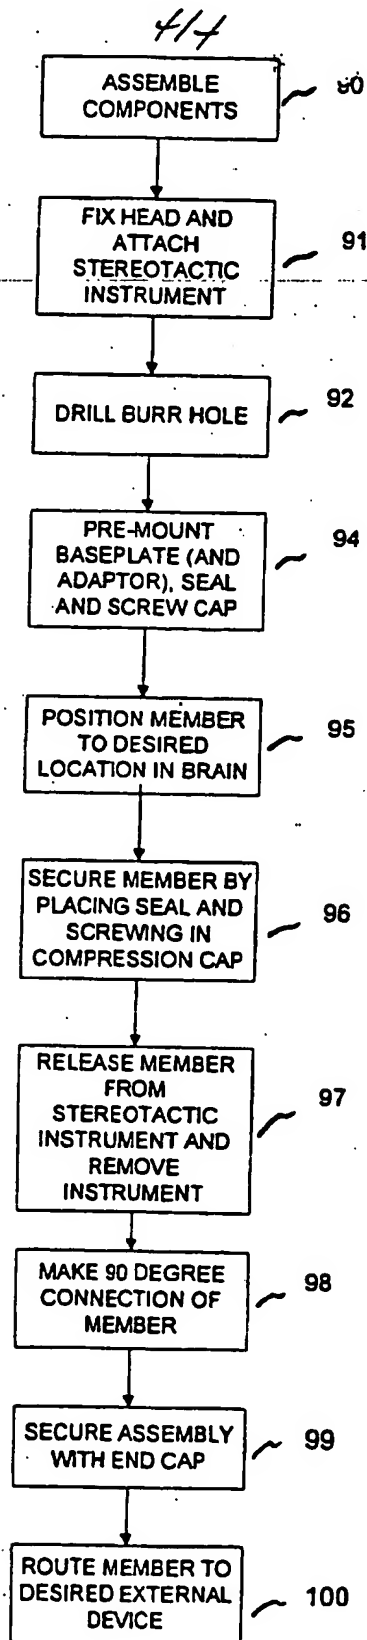 4/4
ASSEMBLE
COMPONENTS
90
FIX HEAD AND
ATTACH
STEREOTACTIC
INSTRUMENT
91
DRILL BURR HOLE
92
PRE-MOUNT
BASEPLATE (AND
ADAPTOR), SEAL
AND SCREW CAP
94
POSITION MEMBER
TO DESIRED
LOCATION IN BRAIN
95
SECURE MEMBER BY
PLACING SEAL AND
SCREWING IN
COMPRESSION CAP
96
RELEASE MEMBER
FROM
STEREOTACTIC
INSTRUMENT AND
REMOVE
INSTRUMENT
97
MAKE 90 DEGREE
CONNECTION OF
MEMBER
98
SECURE ASSEMBLY
WITH END CAP
99
ROUTE MEMBER TO
DESIRED EXTERNAL
DEVICE
100